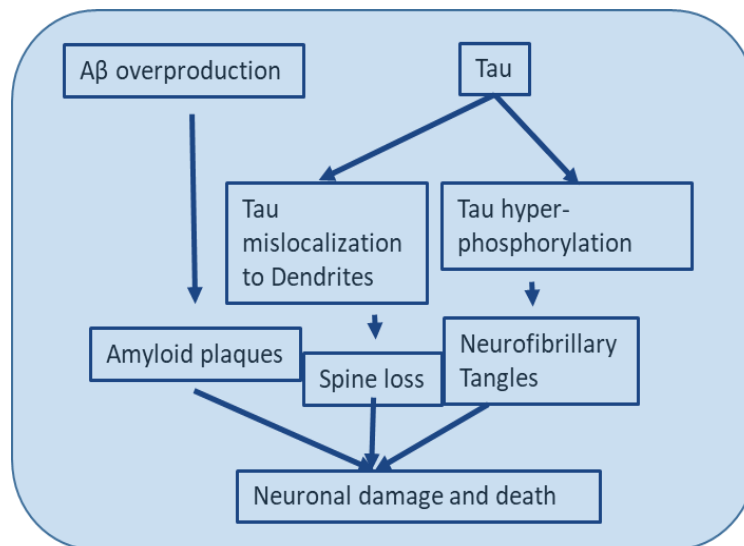 Aβ overproduction
Tau
Tau
mislocalization
to Dendrites
Tau hyper-
phosphorylation
Amyloid plaques
Spine loss
Neurofibrillary
Tangles
Neuronal damage and death